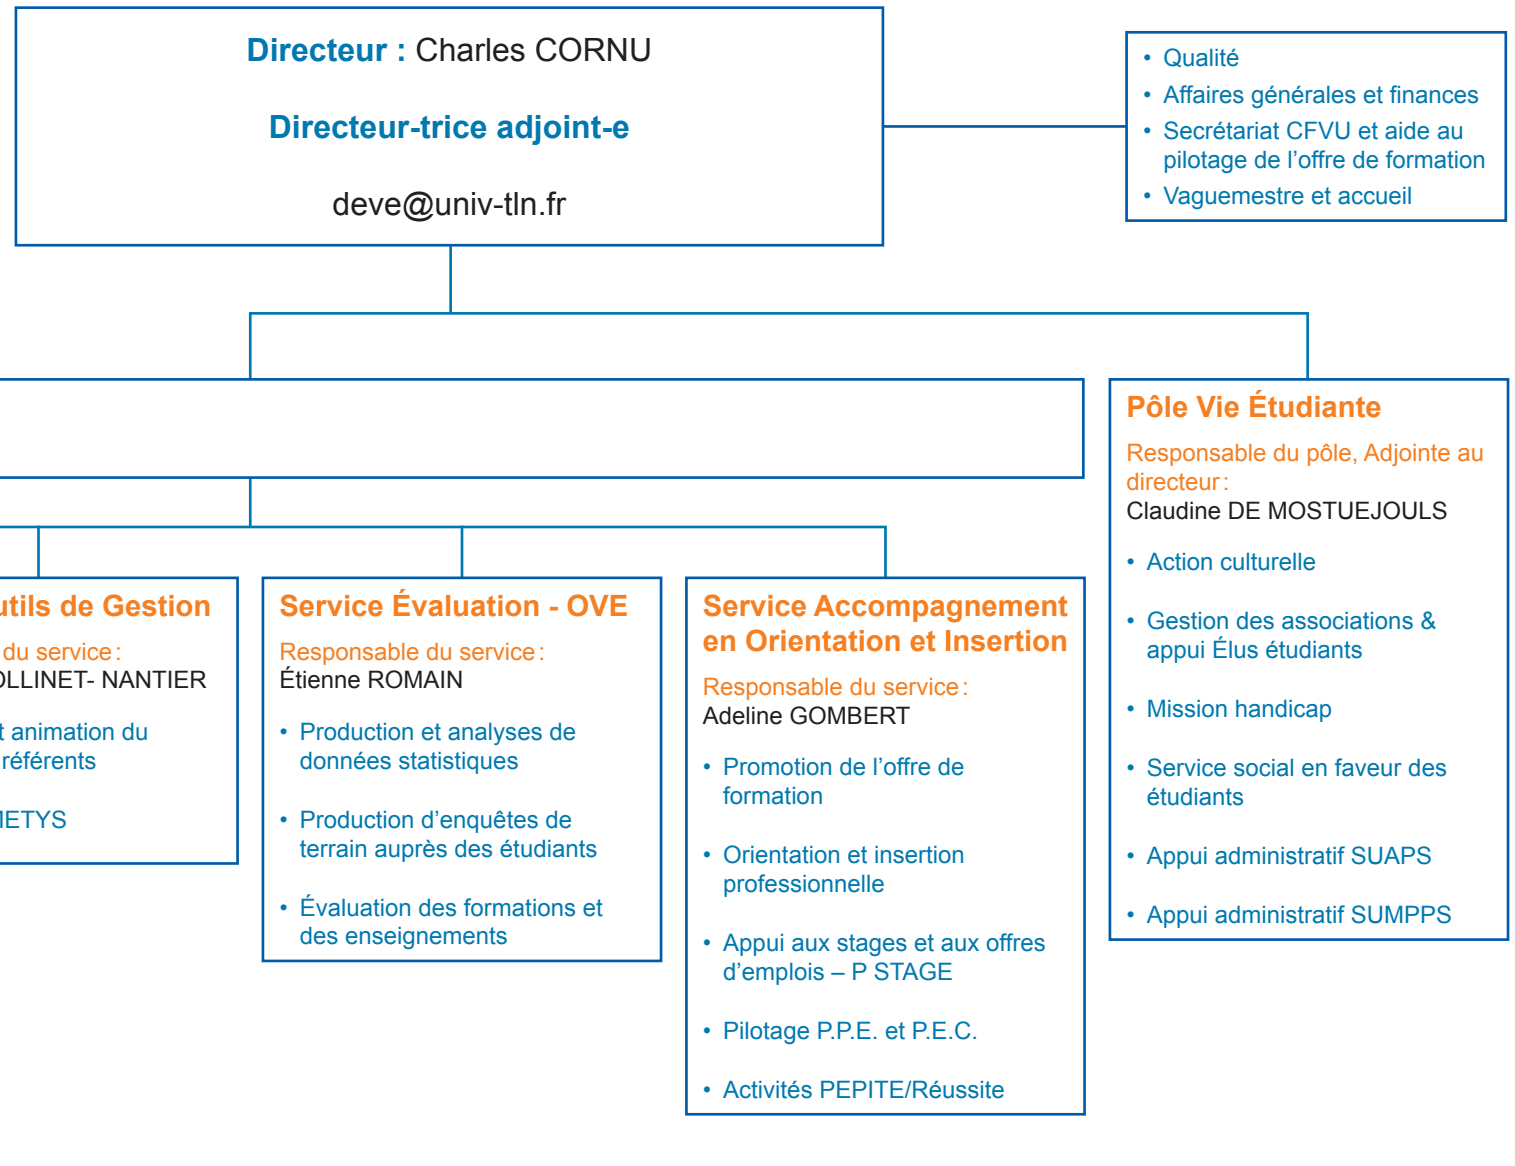 Directeur : Charles CORNU
Directeur-trice adjoint-e
deve@univ-tln.fr
• Qualité
• Affaires générales et finances
• Secrétariat CFVU et aide au
pilotage de l’offre de formation
• Vaguemestre et accueil
Pôle Vie Étudiante
Responsable du pôle, Adjointe au
directeur :
Claudine DE MOSTUEJOULS
• Action culturelle
• Gestion des associations &
appui Élus étudiants
• Mission handicap
• Service social en faveur des
étudiants
• Appui administratif SUAPS
• Appui administratif SUMPPS
de Gestion
du service :
NANTIER
animation du
référents
Service Évaluation - OVE
Responsable du service :
Étienne ROMAIN
• Production et analyses de
données statistiques
• Production d’enquêtes de
terrain auprès des étudiants
• Évaluation des formations et
des enseignements
Service Accompagnement
en Orientation et Insertion
Responsable du service :
Adeline GOMBERT
• Promotion de l’offre de
formation
• Orientation et insertion
professionnelle
• Appui aux stages et aux offres
d’emplois – P STAGE
• Pilotage P.P.E. et P.E.C.
• Activités PEPITE/Réussite